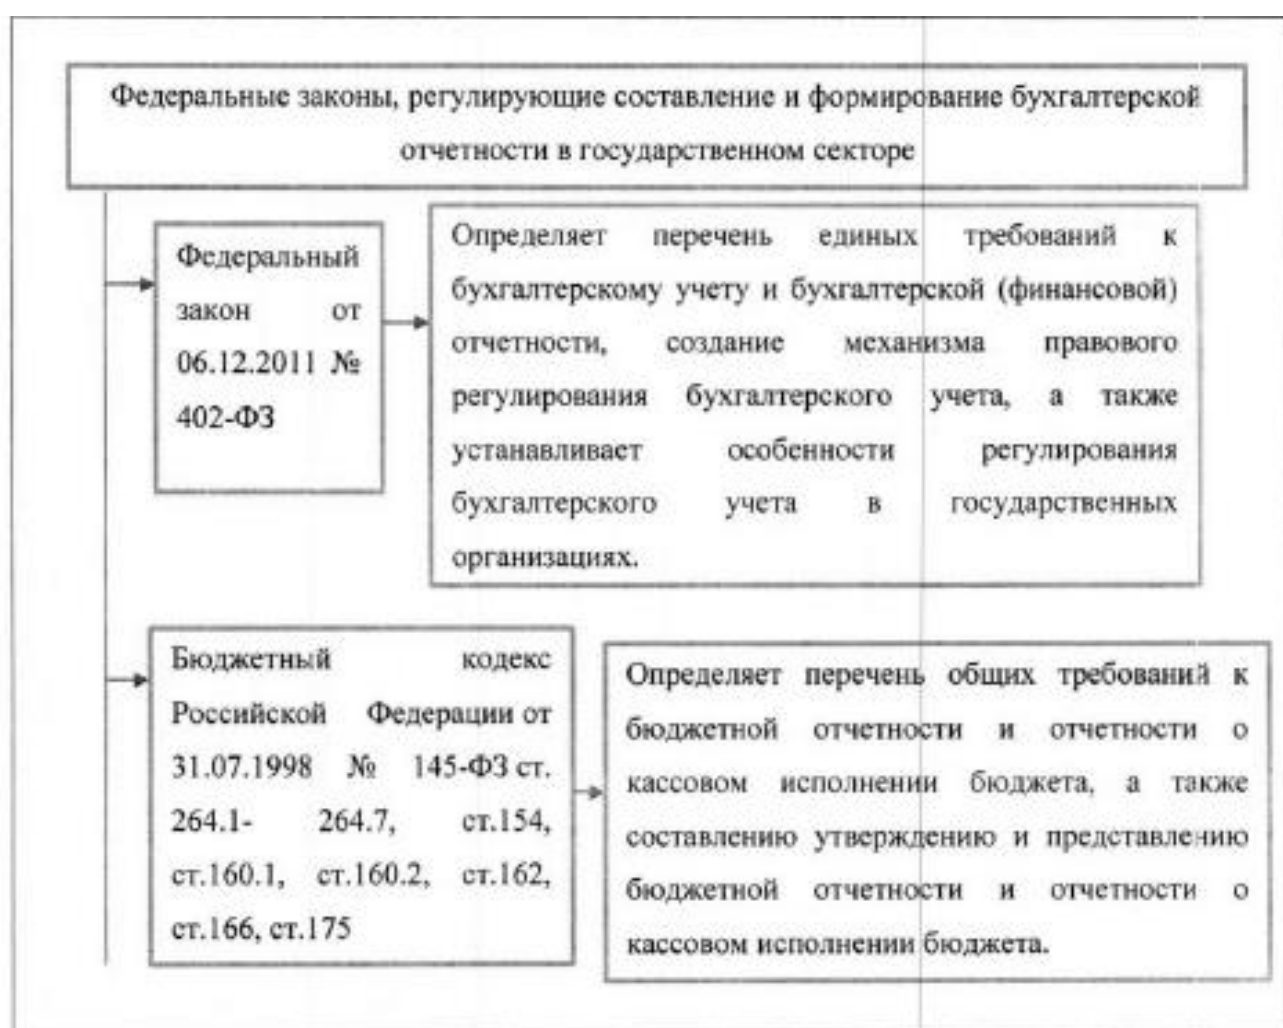 Федеральные законы, регулирующие составление и формирование бухгалтерской
отчетности в государственном секторе
Федеральный
закон от
06.12.2011 №
402-ФЗ
Определяет перечень единых требований к
бухгалтерскому учету и бухгалтерской (финансовой)
отчетности, создание механизма правового
регулирования бухгалтерского учета, а также
устанавливает особенности регулирования
бухгалтерского учета в государственных
организациях.
Бюджетный кодекс
Российской Федерации от
31.07.1998 № 145-ФЗ ст.
264.1- 264.7, ст.154,
ст.160.1, ст.160.2, ст.162,
ст.166, ст.175
Определяет перечень общих требований к
бюджетной отчетности и отчетности о
кассовом исполнении бюджета, а также
составлению утверждению и представлению
бюджетной отчетности и отчетности о
кассовом исполнении бюджета.